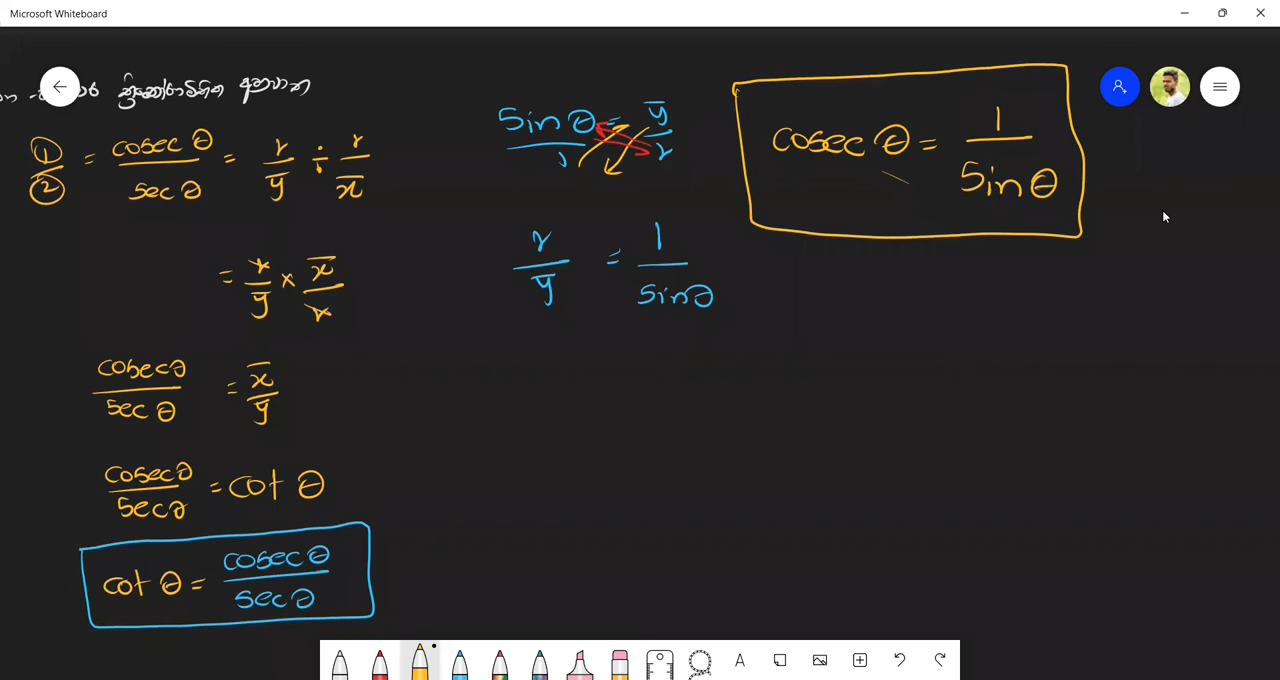 Microsoft Whiteboard
ත්‍රිකෝණමිතික අනුපාත
①/② = cosec θ / sec θ = r/y ÷ r/x
= r/y × x/r
cosec θ / sec θ = x/y
cosec θ / sec θ = cot θ
cot θ = cosec θ / sec θ
Sin θ / 1 = y/r
r/y = 1 / sin θ
cosec θ = 1 / Sin θ
A